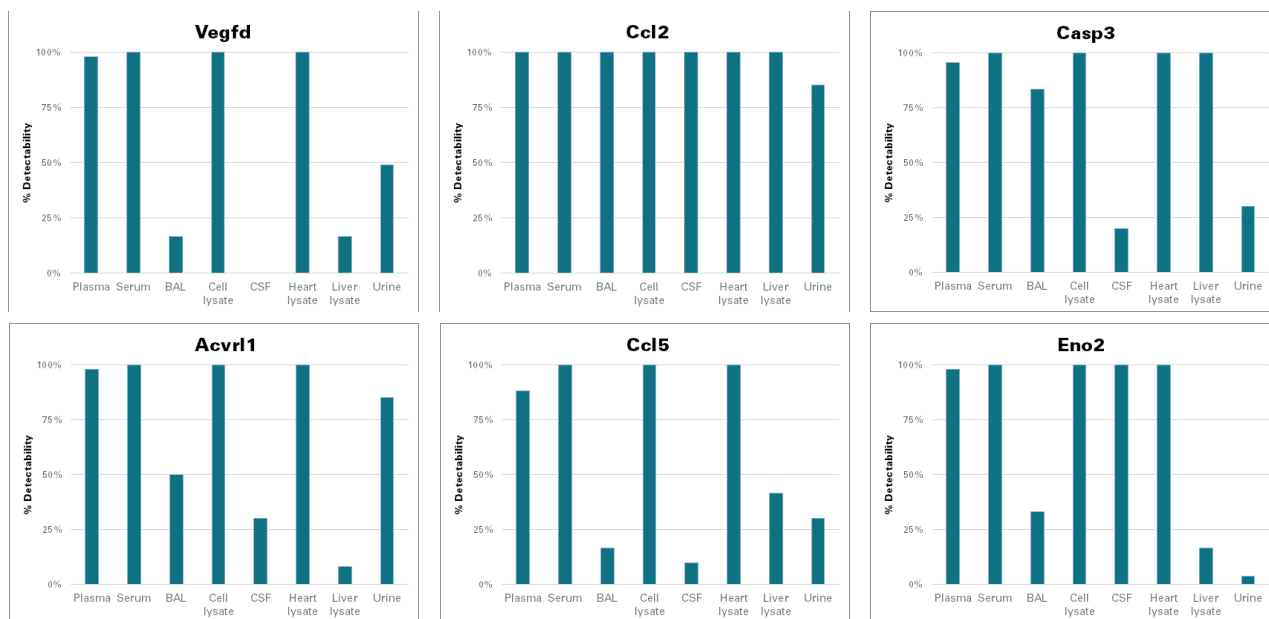 Vegfd
100%
75%
50%
25%
0%
% Detectability
Plasma Serum BAL Cell lysate CSF Heart lysate Liver lysate Urine
Ccl2
100%
75%
50%
25%
0%
% Detectability
Plasma Serum BAL Cell lysate CSF Heart lysate Liver lysate Urine
Casp3
100%
75%
50%
25%
0%
% Detectability
Plasma Serum BAL Cell lysate CSF Heart lysate Liver lysate Urine
Acvrl1
100%
75%
50%
25%
0%
% Detectability
Plasma Serum BAL Cell lysate CSF Heart lysate Liver lysate Urine
Ccl5
100%
75%
50%
25%
0%
% Detectability
Plasma Serum BAL Cell lysate CSF Heart lysate Liver lysate Urine
Eno2
100%
75%
50%
25%
0%
% Detectability
Plasma Serum BAL Cell lysate CSF Heart lysate Liver lysate Urine